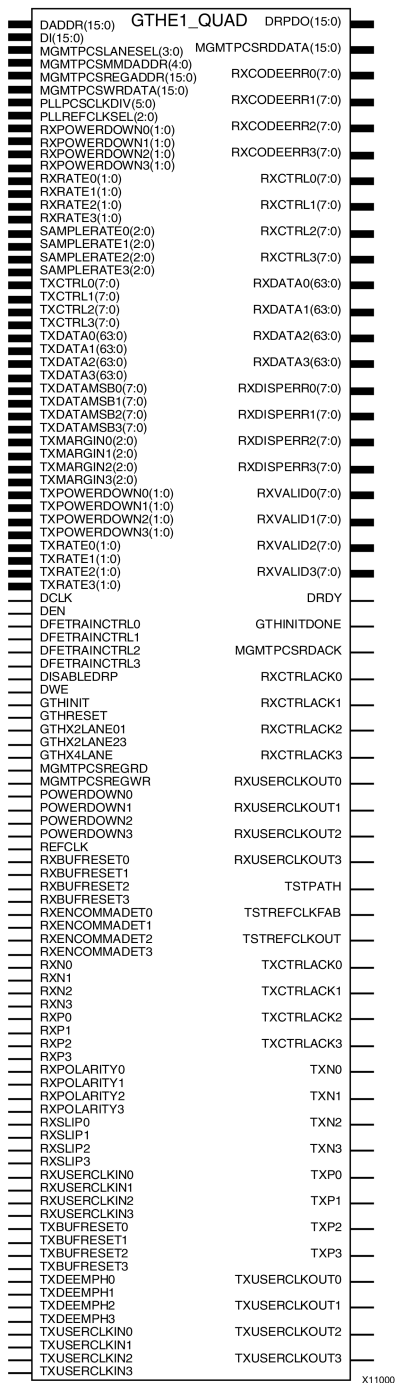 GTHE1_QUAD
DADDR(15:0)
DI(15:0)
MGMTPCSLANESEL(3:0)
MGMTPCSMMDADDR(4:0)
MGMTPCSREGADDR(15:0)
MGMTPCSWRDATA(15:0)
PLLPCSCLKDIV(5:0)
PLLREFCLKSEL(2:0)
RXPOWERDOWN0(1:0)
RXPOWERDOWN1(1:0)
RXPOWERDOWN2(1:0)
RXPOWERDOWN3(1:0)
RXRATE0(1:0)
RXRATE1(1:0)
RXRATE2(1:0)
RXRATE3(1:0)
SAMPLERATE0(2:0)
SAMPLERATE1(2:0)
SAMPLERATE2(2:0)
SAMPLERATE3(2:0)
TXCTRL0(7:0)
TXCTRL1(7:0)
TXCTRL2(7:0)
TXCTRL3(7:0)
TXDATA0(63:0)
TXDATA1(63:0)
TXDATA2(63:0)
TXDATA3(63:0)
TXDATAMSB0(7:0)
TXDATAMSB1(7:0)
TXDATAMSB2(7:0)
TXDATAMSB3(7:0)
TXMARGIN0(2:0)
TXMARGIN1(2:0)
TXMARGIN2(2:0)
TXMARGIN3(2:0)
TXPOWERDOWN0(1:0)
TXPOWERDOWN1(1:0)
TXPOWERDOWN2(1:0)
TXPOWERDOWN3(1:0)
TXRATE0(1:0)
TXRATE1(1:0)
TXRATE2(1:0)
TXRATE3(1:0)
DCLK
DEN
DFETRAINCTRL0
DFETRAINCTRL1
DFETRAINCTRL2
DFETRAINCTRL3
DISABLEDRP
DWE
GTHINIT
GTHRESET
GTHX2LANE01
GTHX2LANE23
GTHX4LANE
MGMTPCSREGRD
MGMTPCSREGWR
POWERDOWN0
POWERDOWN1
POWERDOWN2
POWERDOWN3
REFCLK
RXBUFRESET0
RXBUFRESET1
RXBUFRESET2
RXBUFRESET3
RXENCOMMADET0
RXENCOMMADET1
RXENCOMMADET2
RXENCOMMADET3
RXN0
RXN1
RXN2
RXN3
RXP0
RXP1
RXP2
RXP3
RXPOLARITY0
RXPOLARITY1
RXPOLARITY2
RXPOLARITY3
RXSLIP0
RXSLIP1
RXSLIP2
RXSLIP3
RXUSERCLKIN0
RXUSERCLKIN1
RXUSERCLKIN2
RXUSERCLKIN3
TXBUFRESET0
TXBUFRESET1
TXBUFRESET2
TXBUFRESET3
TXDEEMPH0
TXDEEMPH1
TXDEEMPH2
TXDEEMPH3
TXUSERCLKIN0
TXUSERCLKIN1
TXUSERCLKIN2
TXUSERCLKIN3
DRPDO(15:0)
MGMTPCSRDDATA(15:0)
RXCODEERR0(7:0)
RXCODEERR1(7:0)
RXCODEERR2(7:0)
RXCODEERR3(7:0)
RXCTRL0(7:0)
RXCTRL1(7:0)
RXCTRL2(7:0)
RXCTRL3(7:0)
RXDATA0(63:0)
RXDATA1(63:0)
RXDATA2(63:0)
RXDATA3(63:0)
RXDISPERR0(7:0)
RXDISPERR1(7:0)
RXDISPERR2(7:0)
RXDISPERR3(7:0)
RXVALID0(7:0)
RXVALID1(7:0)
RXVALID2(7:0)
RXVALID3(7:0)
DRDY
GTHINITDONE
MGMTPCSRDACK
RXCTRLACK0
RXCTRLACK1
RXCTRLACK2
RXCTRLACK3
RXUSERCLKOUT0
RXUSERCLKOUT1
RXUSERCLKOUT2
RXUSERCLKOUT3
TSTPATH
TSTREFCLKFAB
TSTREFCLKOUT
TXCTRLACK0
TXCTRLACK1
TXCTRLACK2
TXCTRLACK3
TXN0
TXN1
TXN2
TXN3
TXP0
TXP1
TXP2
TXP3
TXUSERCLKOUT0
TXUSERCLKOUT1
TXUSERCLKOUT2
TXUSERCLKOUT3
X11000